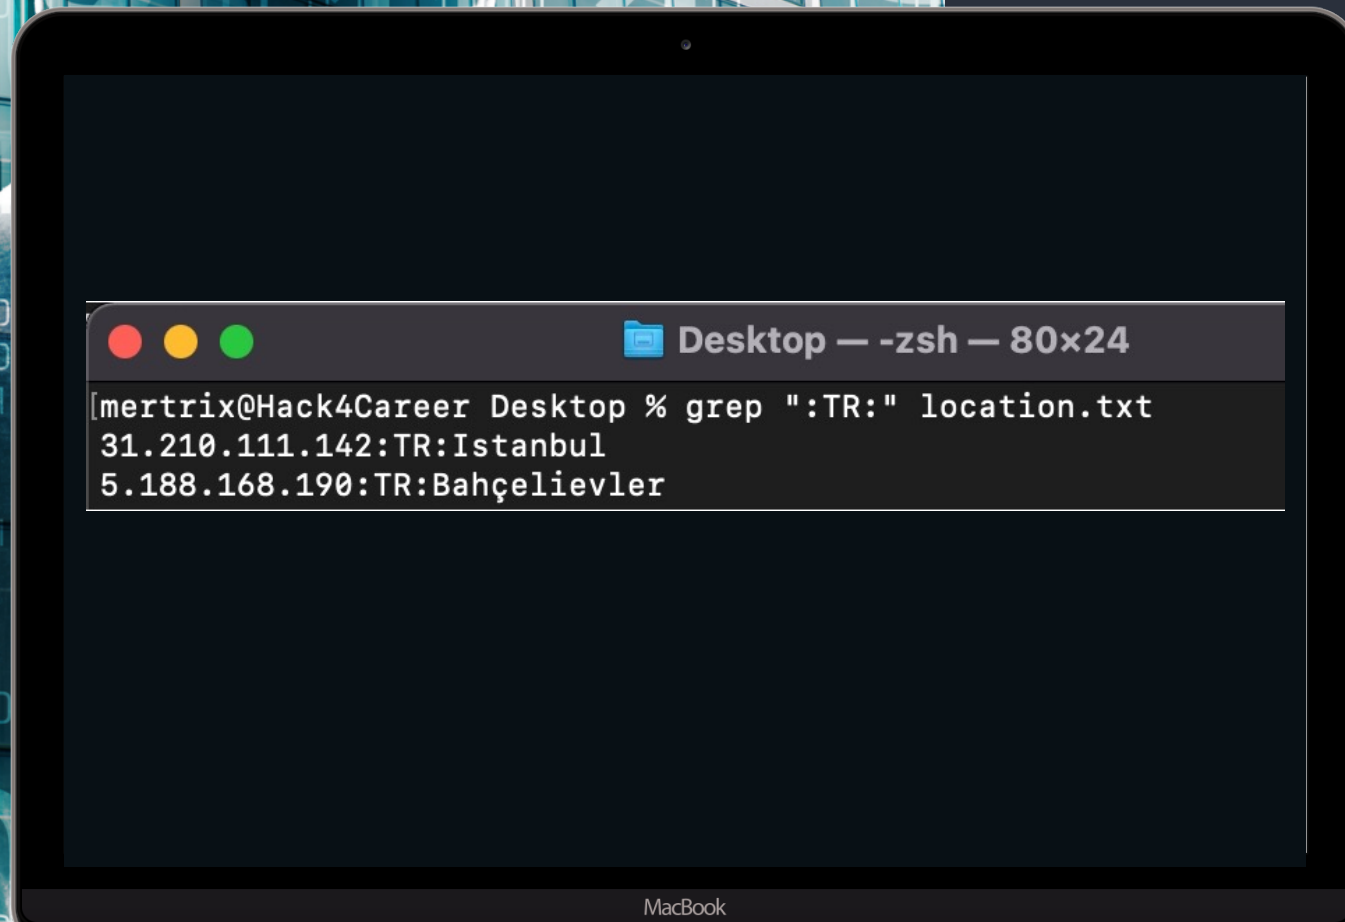 Desktop — -zsh — 80×24
[mertrix@Hack4Career Desktop % grep ":TR:" location.txt
31.210.111.142:TR:Istanbul
5.188.168.190:TR:Bahçelievler
MacBook